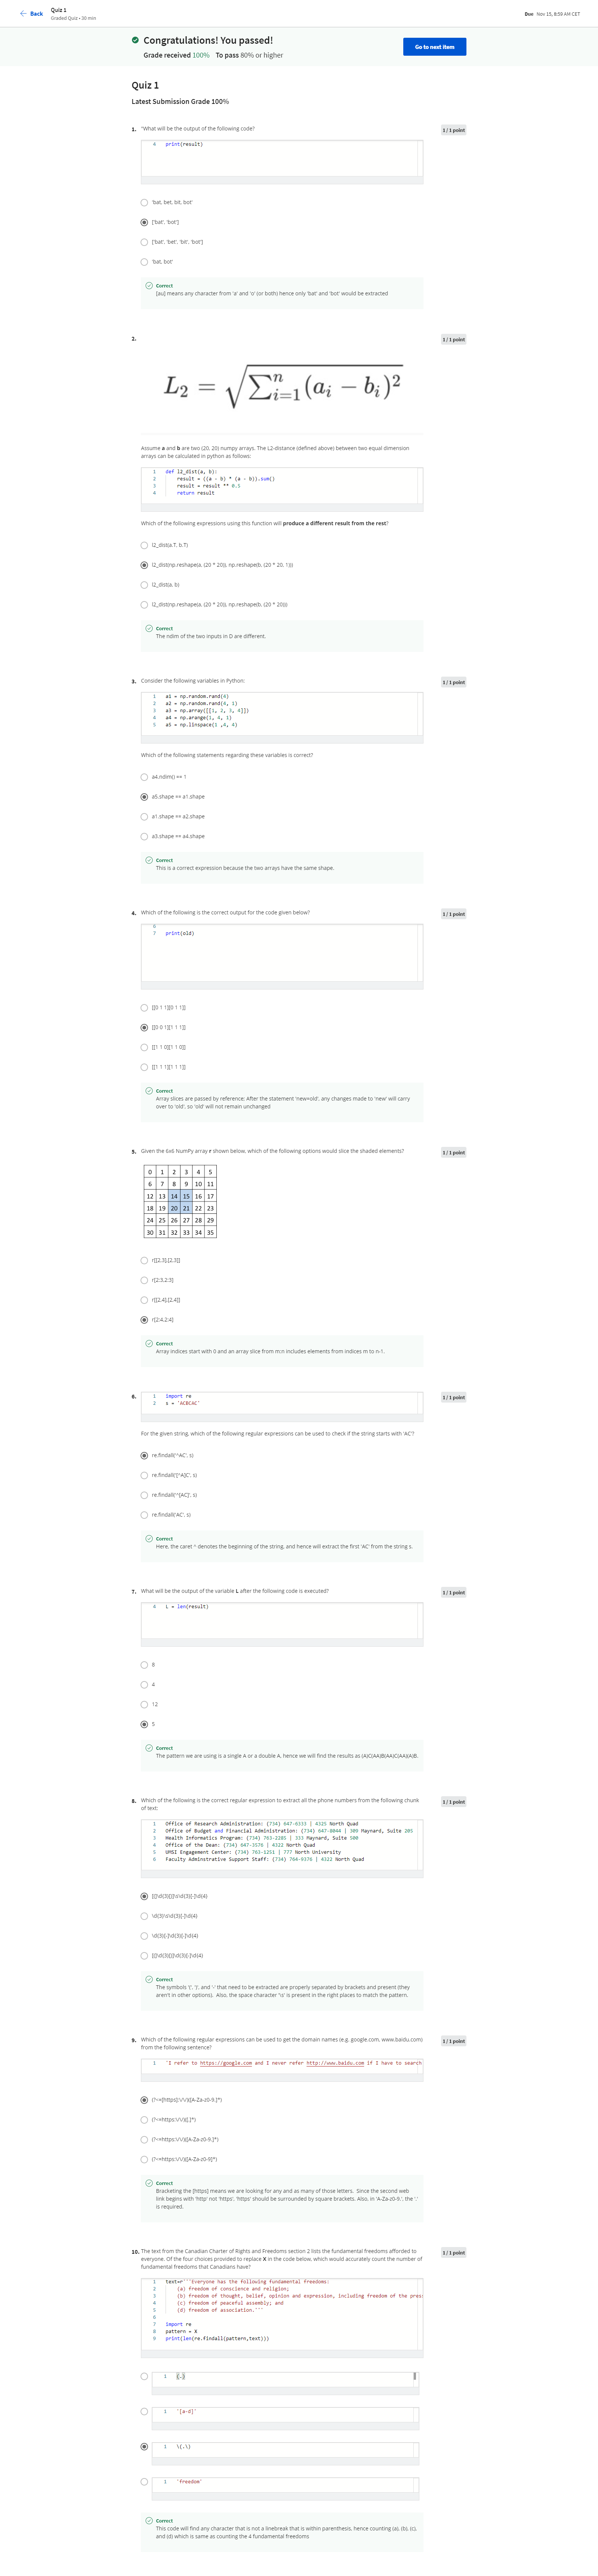 Back
Quiz 1
Graded Quiz • 30 min
Due Nov 15, 8:59 AM CET
Congratulations! You passed!
Grade received 100% To pass 80% or higher
Go to next item
Quiz 1
Latest Submission Grade 100%
1. "What will be the output of the following code?
1 / 1 point
4 print(result)
'bat, bet, bit, bot'
['bat', 'bot']
['bat', 'bet', 'bit', 'bot']
'bat, bot'
Correct
[au] means any character from 'a' and 'o' (or both) hence only 'bat' and 'bot' would be extracted
2.
1 / 1 point
L₂ = √∑ⁿᵢ₌₁(aᵢ − bᵢ)²
Assume a and b are two (20, 20) numpy arrays. The L2-distance (defined above) between two equal dimension
arrays can be calculated in python as follows:
1 def l2_dist(a, b):
2 result = ((a - b) * (a - b)).sum()
3 result = result ** 0.5
4 return result
Which of the following expressions using this function will produce a different result from the rest?
l2_dist(a.T, b.T)
l2_dist(np.reshape(a, (20 * 20)), np.reshape(b, (20 * 20, 1)))
l2_dist(a, b)
l2_dist(np.reshape(a, (20 * 20)), np.reshape(b, (20 * 20)))
Correct
The ndim of the two inputs in D are different.
3. Consider the following variables in Python:
1 / 1 point
1 a1 = np.random.rand(4)
2 a2 = np.random.rand(4, 1)
3 a3 = np.array([[1, 2, 3, 4]])
4 a4 = np.arange(1, 4, 1)
5 a5 = np.linspace(1 ,4, 4)
Which of the following statements regarding these variables is correct?
a4.ndim() == 1
a5.shape == a1.shape
a1.shape == a2.shape
a3.shape == a4.shape
Correct
This is a correct expression because the two arrays have the same shape.
4. Which of the following is the correct output for the code given below?
1 / 1 point
6
7 print(old)
[[0 1 1][0 1 1]]
[[0 0 1][1 1 1]]
[[1 1 0][1 1 0]]
[[1 1 1][1 1 1]]
Correct
Array slices are passed by reference: After the statement 'new=old', any changes made to 'new' will carry
over to 'old', so 'old' will not remain unchanged
5. Given the 6x6 NumPy array r shown below, which of the following options would slice the shaded elements?
1 / 1 point
0 1 2 3 4 5
6 7 8 9 10 11
12 13 14 15 16 17
18 19 20 21 22 23
24 25 26 27 28 29
30 31 32 33 34 35
r[[2,3],[2,3]]
r[2:3,2:3]
r[[2,4],[2,4]]
r[2:4,2:4]
Correct
Array indices start with 0 and an array slice from m:n includes elements from indices m to n-1.
6.
1 / 1 point
1 import re
2 s = 'ACBCAC'
For the given string, which of the following regular expressions can be used to check if the string starts with 'AC'?
re.findall('^AC', s)
re.findall('[^A]C', s)
re.findall('^[AC]', s)
re.findall('AC', s)
Correct
Here, the caret ^ denotes the beginning of the string, and hence will extract the first 'AC' from the string s.
7. What will be the output of the variable L after the following code is executed?
1 / 1 point
4 L = len(result)
8
4
12
5
Correct
The pattern we are using is a single A or a double A, hence we will find the results as (A)C(AA)B(AA)C(AA)(A)B.
8. Which of the following is the correct regular expression to extract all the phone numbers from the following chunk
of text:
1 / 1 point
1 Office of Research Administration: (734) 647-6333 | 4325 North Quad
2 Office of Budget and Financial Administration: (734) 647-8044 | 309 Maynard, Suite 205
3 Health Informatics Program: (734) 763-2285 | 333 Maynard, Suite 500
4 Office of the Dean: (734) 647-3576 | 4322 North Quad
5 UMSI Engagement Center: (734) 763-1251 | 777 North University
6 Faculty Adminstrative Support Staff: (734) 764-9376 | 4322 North Quad
[(]\d{3}[)]\s\d{3}[-]\d{4}
\d{3}\s\d{3}[-]\d{4}
\d{3}[-]\d{3}[-]\d{4}
[(]\d{3}[)]\d{3}[-]\d{4}
Correct
The symbols '(', ')', and '-' that need to be extracted are properly separated by brackets and present (they
aren't in other options). Also, the space character '\s' is present in the right places to match the pattern.
9. Which of the following regular expressions can be used to get the domain names (e.g. google.com, www.baidu.com)
from the following sentence?
1 / 1 point
1 'I refer to https://google.com and I never refer http://www.baidu.com if I have to search
(?<=[https]:\/\/)([A-Za-z0-9.]*)
(?<=https:\/\/)([.]*)
(?<=https:\/\/)([A-Za-z0-9.]*)
(?<=https:\/\/)([A-Za-z0-9]*)
Correct
Bracketing the [https] means we are looking for any and as many of those letters. Since the second web
link begins with 'http' not 'https', 'https' should be surrounded by square brackets. Also, in 'A-Za-z0-9.', the '.'
is required.
10. The text from the Canadian Charter of Rights and Freedoms section 2 lists the fundamental freedoms afforded to
everyone. Of the four choices provided to replace X in the code below, which would accurately count the number of
fundamental freedoms that Canadians have?
1 / 1 point
1 text=r'''Everyone has the following fundamental freedoms:
2 (a) freedom of conscience and religion;
3 (b) freedom of thought, belief, opinion and expression, including freedom of the pres
4 (c) freedom of peaceful assembly; and
5 (d) freedom of association.'''
6
7 import re
8 pattern = X
9 print(len(re.findall(pattern,text)))
1 (.)
1 '[a-d]'
1 \(.\)
1 'freedom'
Correct
This code will find any character that is not a linebreak that is within parenthesis, hence counting (a), (b), (c),
and (d) which is same as counting the 4 fundamental freedoms